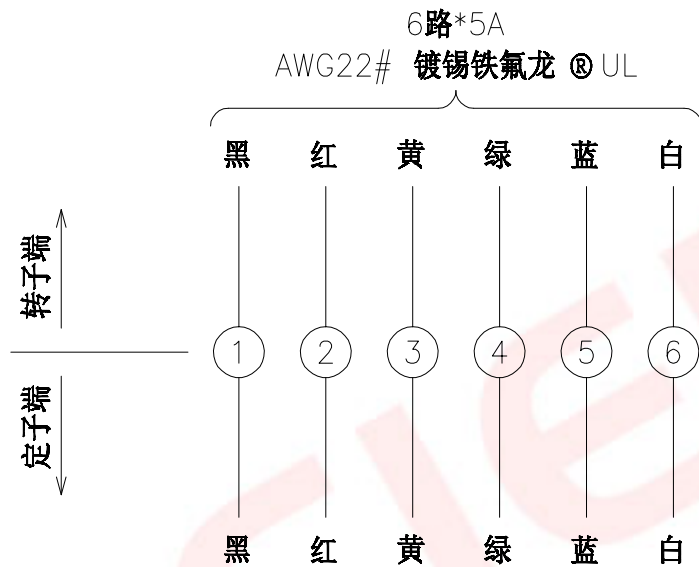 6路*5A
AWG22# 镀锡铁氟龙 ® UL
黑 红 黄 绿 蓝 白
转子端
1 2 3 4 5 6
定子端
黑 红 黄 绿 蓝 白